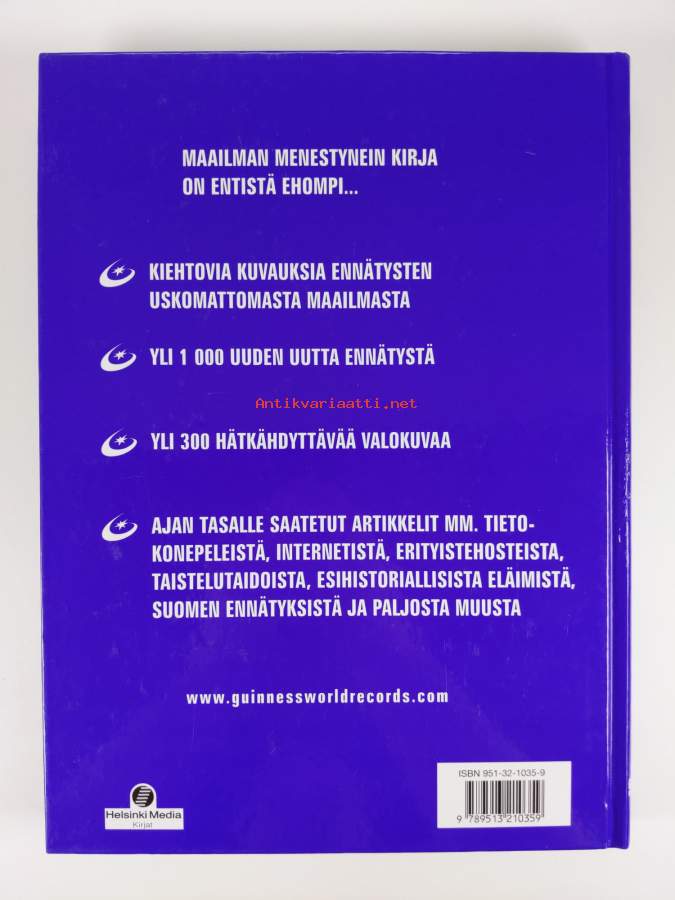 MAAILMAN MENESTYNEIN KIRJA
ON ENTISTÄ EHOMPI...
KIEHTOVIA KUVAUKSIA ENNÄTYSTEN
USKOMATTOMASTA MAAILMASTA
YLI 1 000 UUDEN UUTTA ENNÄTYSTÄ
Antikvariaatti.net
YLI 300 HÄTKÄHDYTTÄVÄÄ VALOKUVAA
AJAN TASALLE SAATETUT ARTIKKELIT MM. TIETO-
KONEPELEISTÄ, INTERNETISTÄ, ERITYISTEHOSTEISTA,
TAISTELUTAIDOISTA, ESIHISTORIALLISISTA ELÄIMISTÄ,
SUOMEN ENNÄTYKSISTÄ JA PALJOSTA MUUSTA
www.guinnessworldrecords.com
ISBN 951-32-1035-9
9 789513 210359
Helsinki Media
Kirjat